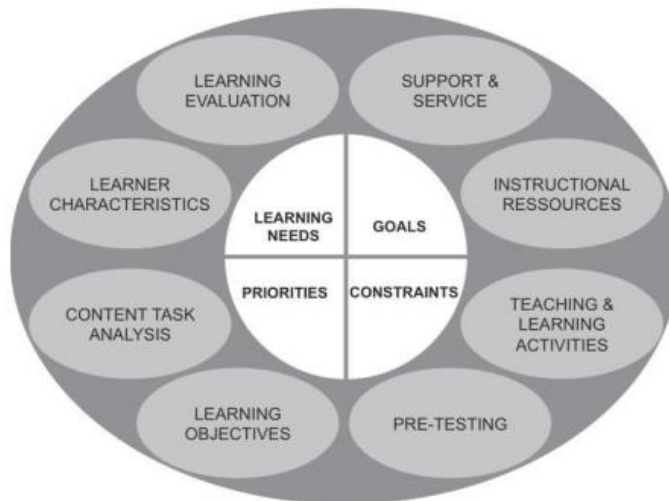 LEARNING
EVALUATION
SUPPORT &
SERVICE
LEARNER
CHARACTERISTICS
INSTRUCTIONAL
RESSOURCES
LEARNING
NEEDS
GOALS
PRIORITIES
CONSTRAINTS
CONTENT TASK
ANALYSIS
TEACHING &
LEARNING
ACTIVITIES
LEARNING
OBJECTIVES
PRE-TESTING